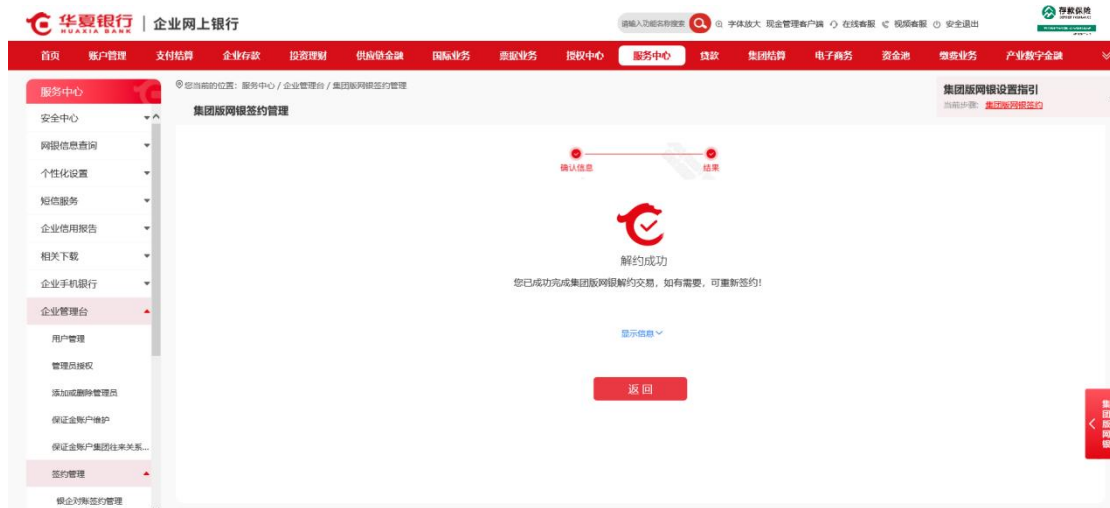 华夏银行 企业网上银行
HUAXIA BANK
请输入功能名称搜索 字体放大 现金管理客户端 在线客服 视频客服 安全退出
存款保险
首页 账户管理 支付结算 企业存款 投资理财 供应链金融 国际业务 票据业务 授权中心 服务中心 贷款 集团结算 电子商务 资金池 缴费业务 产业数字金融
服务中心
您当前的位置：服务中心 / 企业管理台 / 集团版网银签约管理
集团版网银设置指引
当前步骤：集团版网银签约
集团版网银签约管理
安全中心
网银信息查询
个性化设置
短信服务
企业信用报告
相关下载
企业手机银行
企业管理台
用户管理
管理员授权
添加或删除管理员
保证金账户维护
保证金账户集团往来关系...
签约管理
银企对账签约管理
确认信息
结果
解约成功
您已成功完成集团版网银解约交易，如有需要，可重新签约！
显示信息
返回
集团版网银